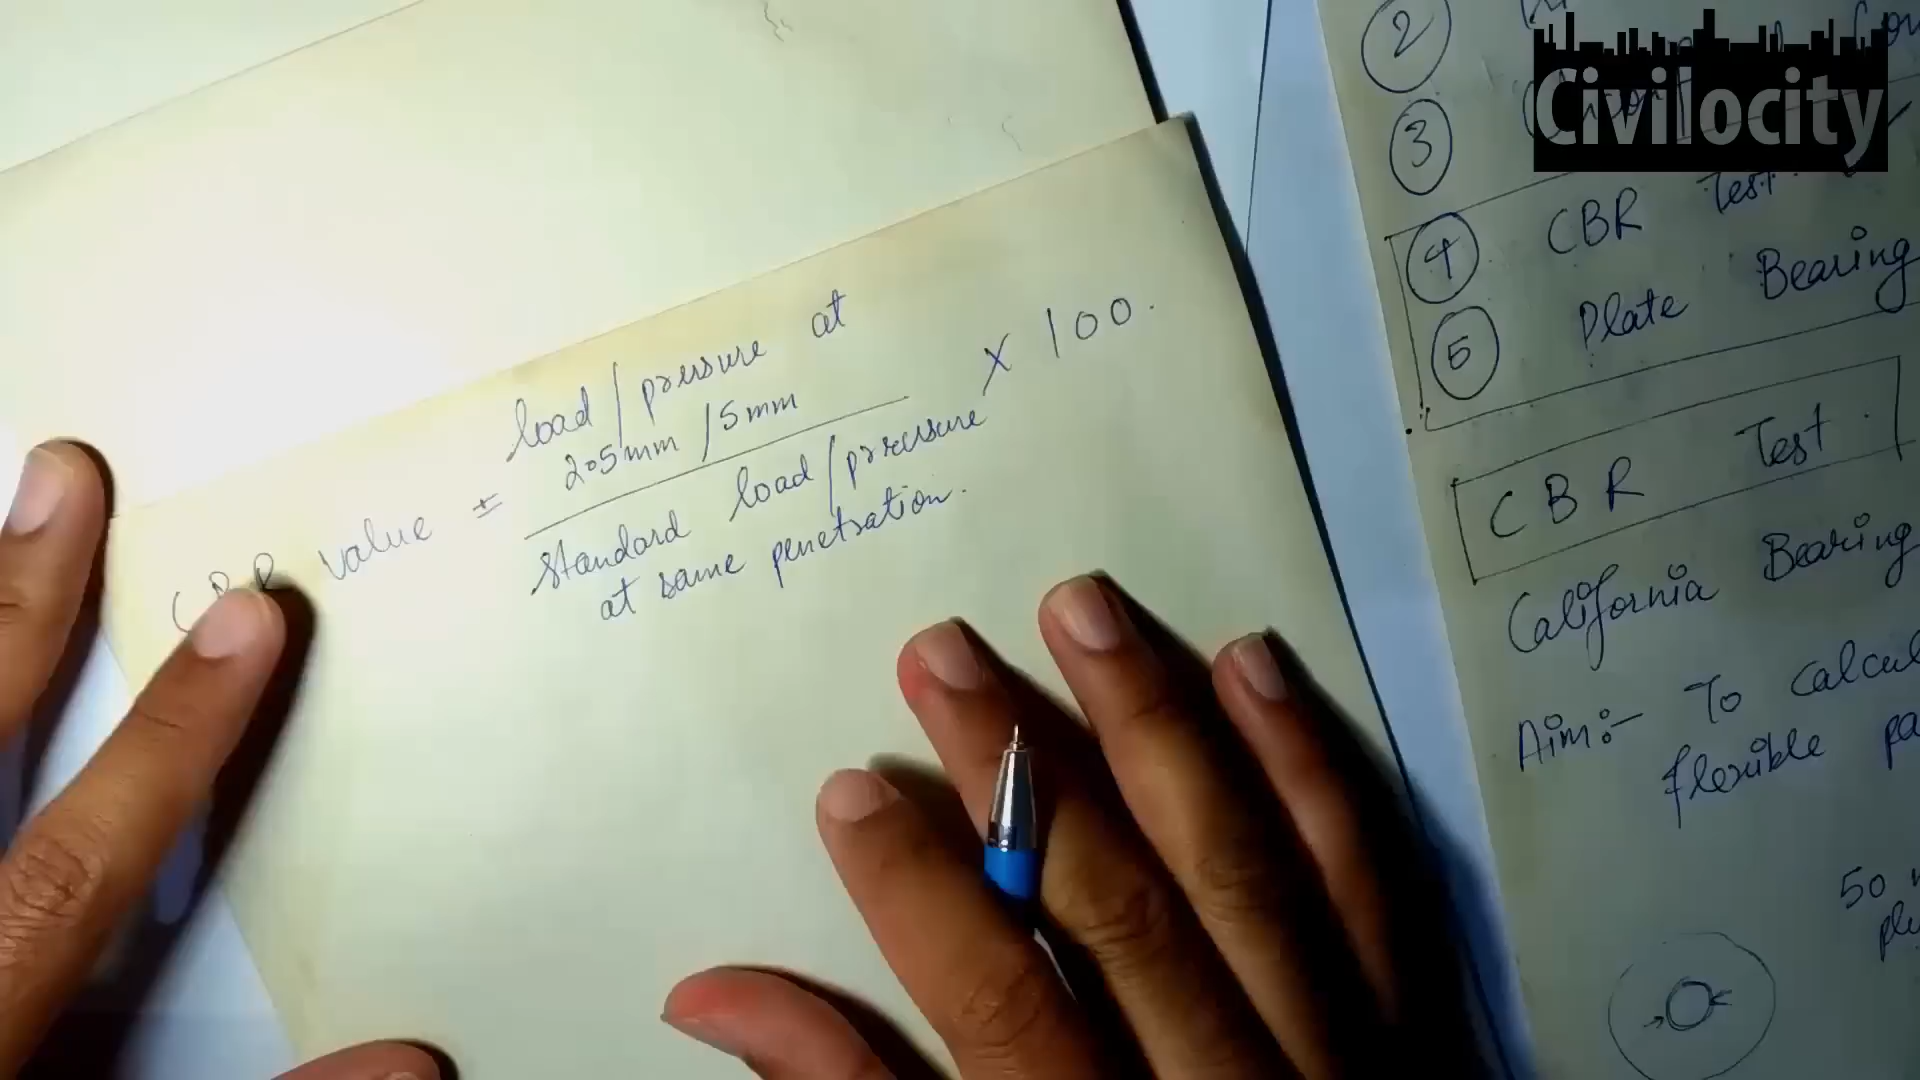 load/pressure at
2.5mm/5mm
CBR value = × 100.
Standard load/pressure
at same penetration.
2
3
4 CBR Test.
5 Plate Bearing
CBR Test.
California Bearing
Aim:- To calcul
flexible pa
50
Civilocity